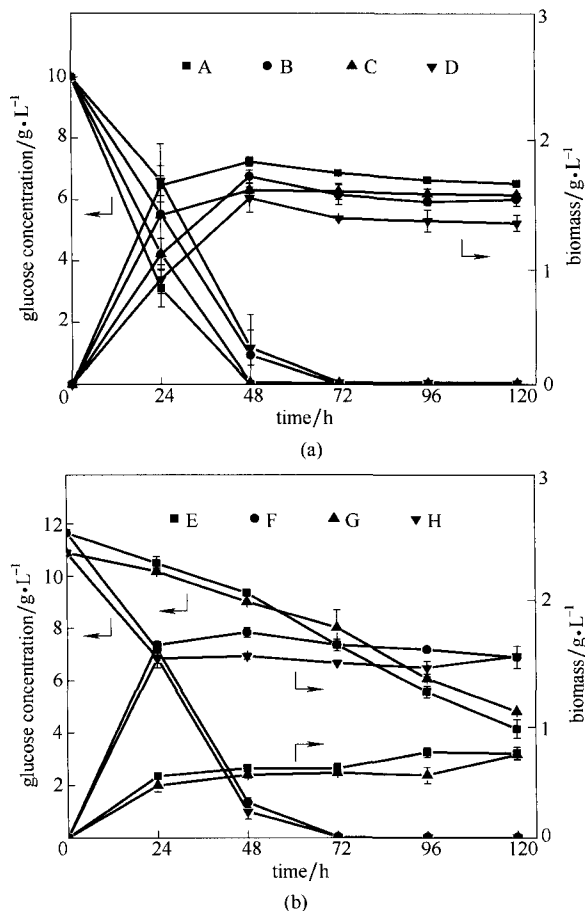 3
A B C D
10
8
6
4
2
0
2
1
0
glucose concentration/g·L⁻¹
biomass/g·L⁻¹
0 24 48 72 96 120
time/h
(a)
3
E F G H
12
10
8
6
4
2
2
1
0
glucose concentration/g·L⁻¹
biomass/g·L⁻¹
0 24 48 72 96 120
time/h
(b)